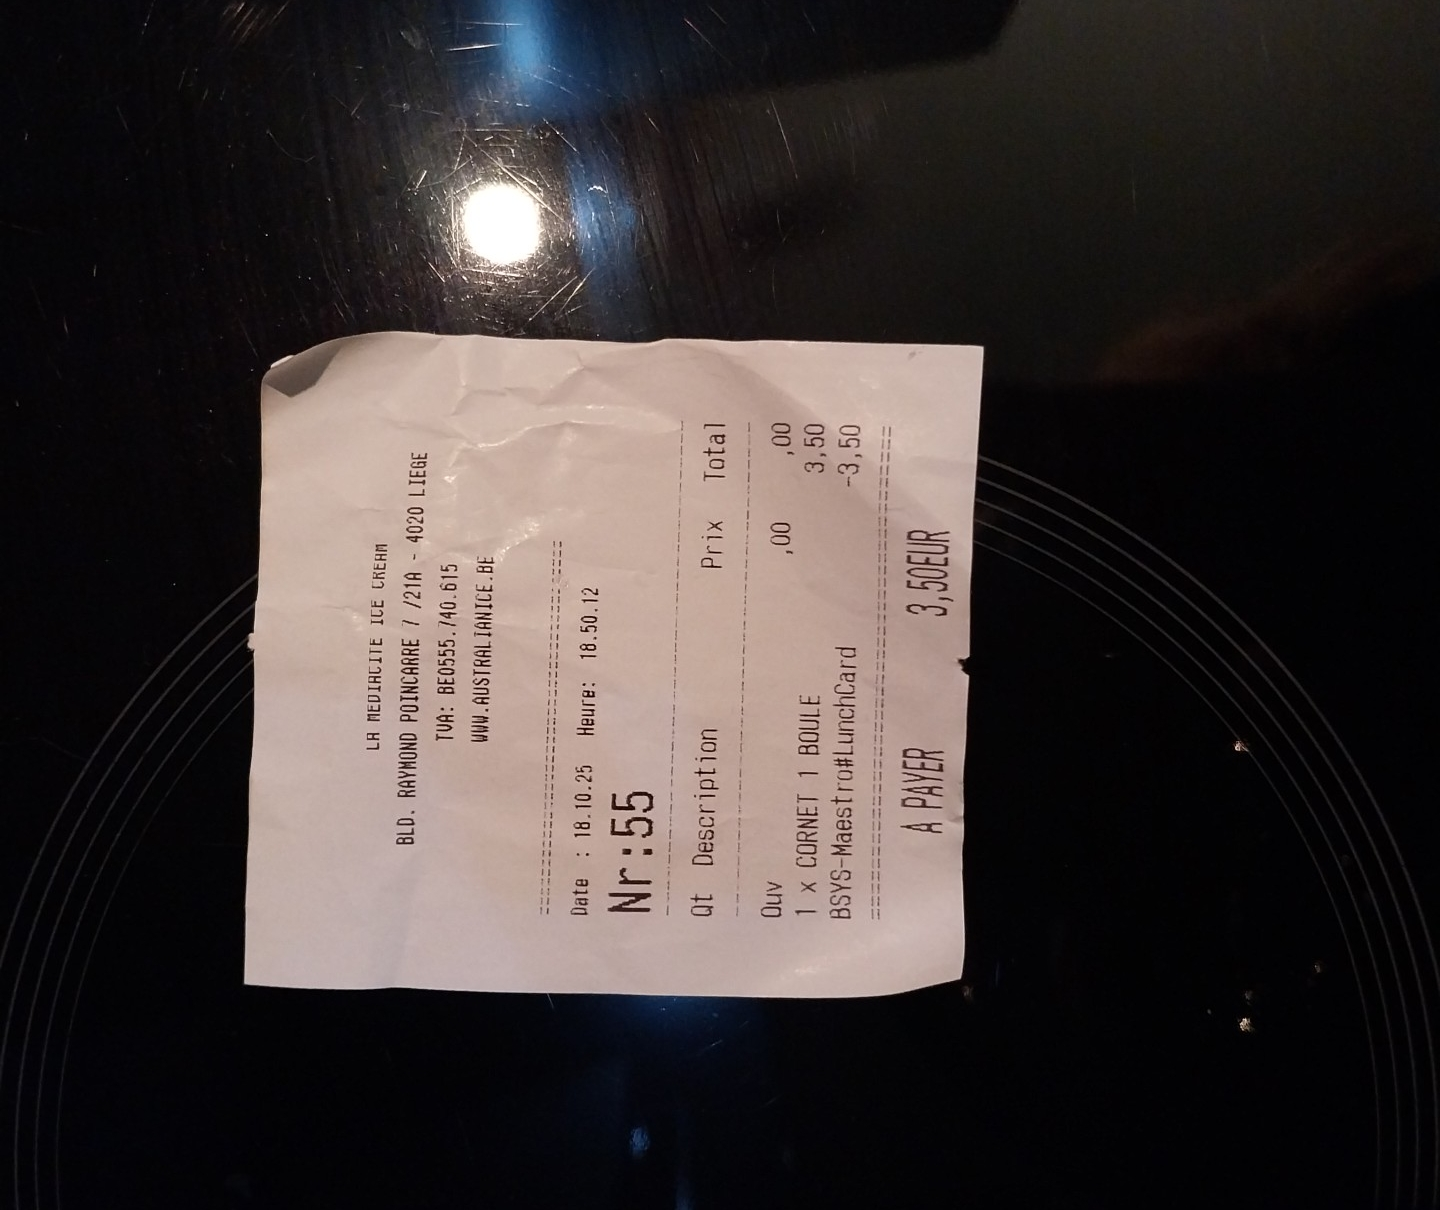 LA MEDIACITE ICE CREAM
BLD. RAYMOND POINCARRE 7 /21A - 4020 LIEGE
TVA: BE0555.740.615
WWW.AUSTRALIANICE.BE
Date : 18.10.25 Heure: 18.50.12
Nr:55
Qt Description Prix Total
Ouv ,00 ,00
1 x CORNET 1 BOULE 3,50
BSYS-Maestro#LunchCard -3,50
A PAYER 3,50EUR